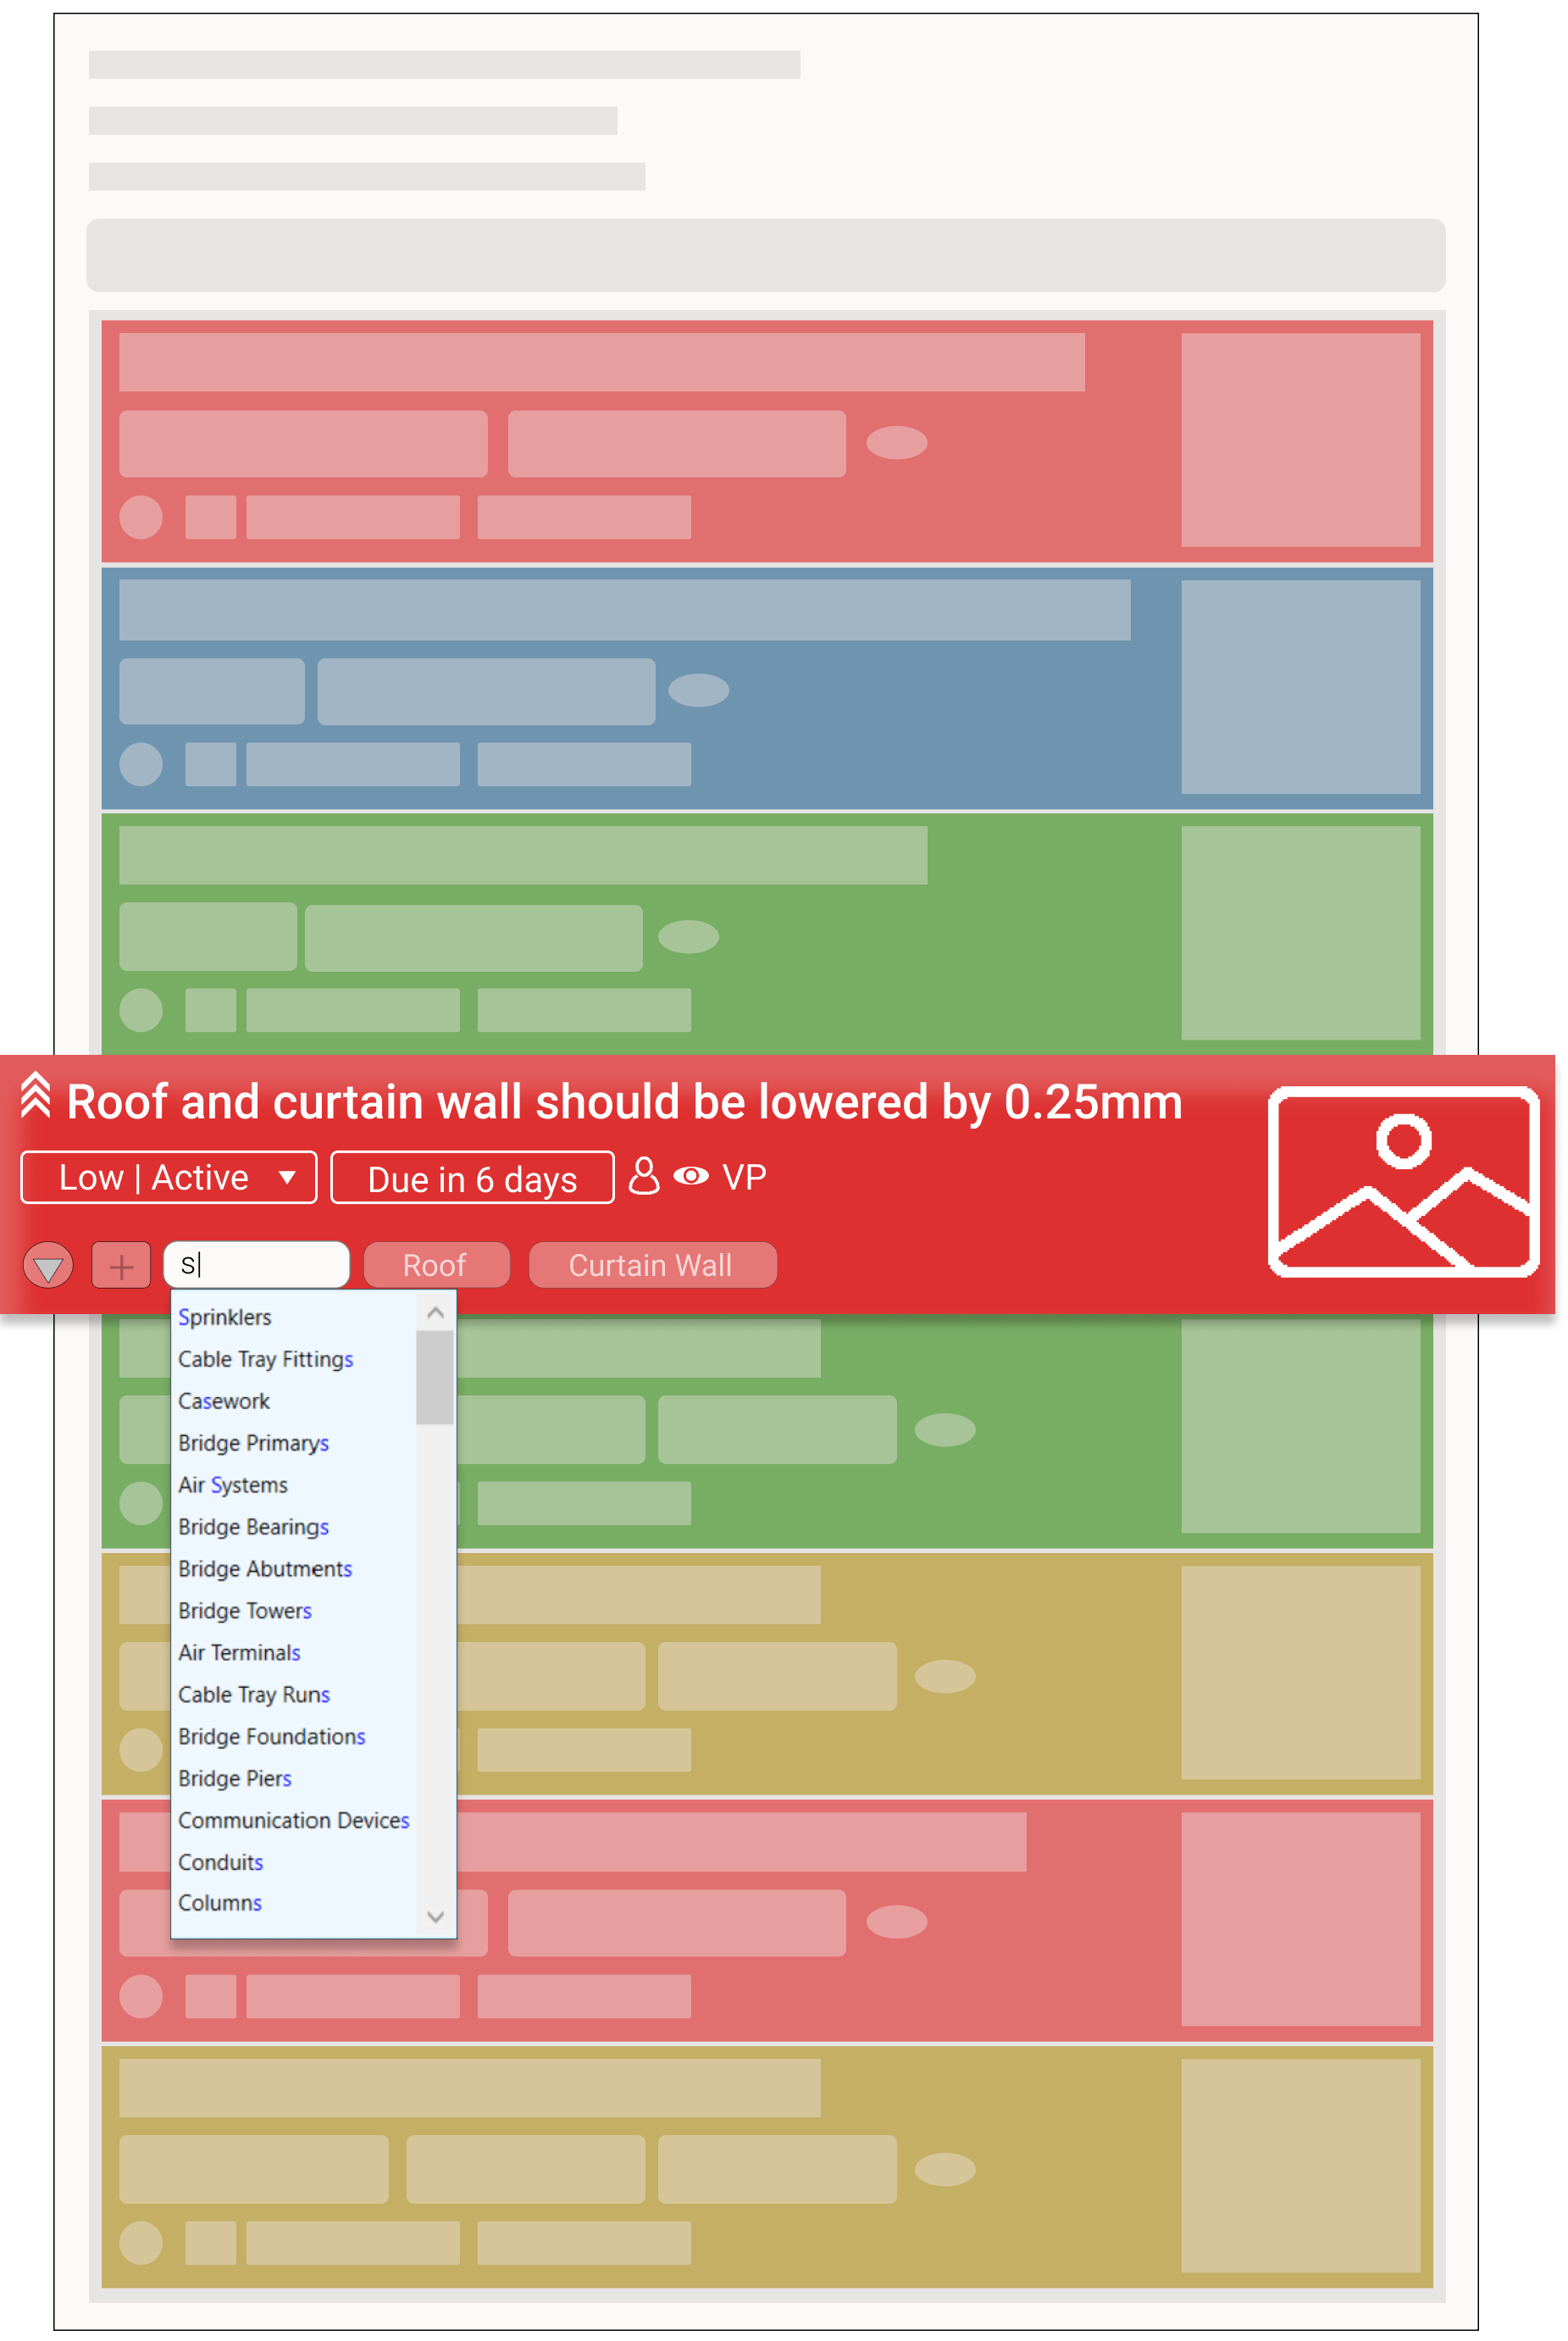 Roof and curtain wall should be lowered by 0.25mm
Low | Active Due in 6 days VP
s Roof Curtain Wall
Sprinklers
Cable Tray Fittings
Casework
Bridge Primarys
Air Systems
Bridge Bearings
Bridge Abutments
Bridge Towers
Air Terminals
Cable Tray Runs
Bridge Foundations
Bridge Piers
Communication Devices
Conduits
Columns